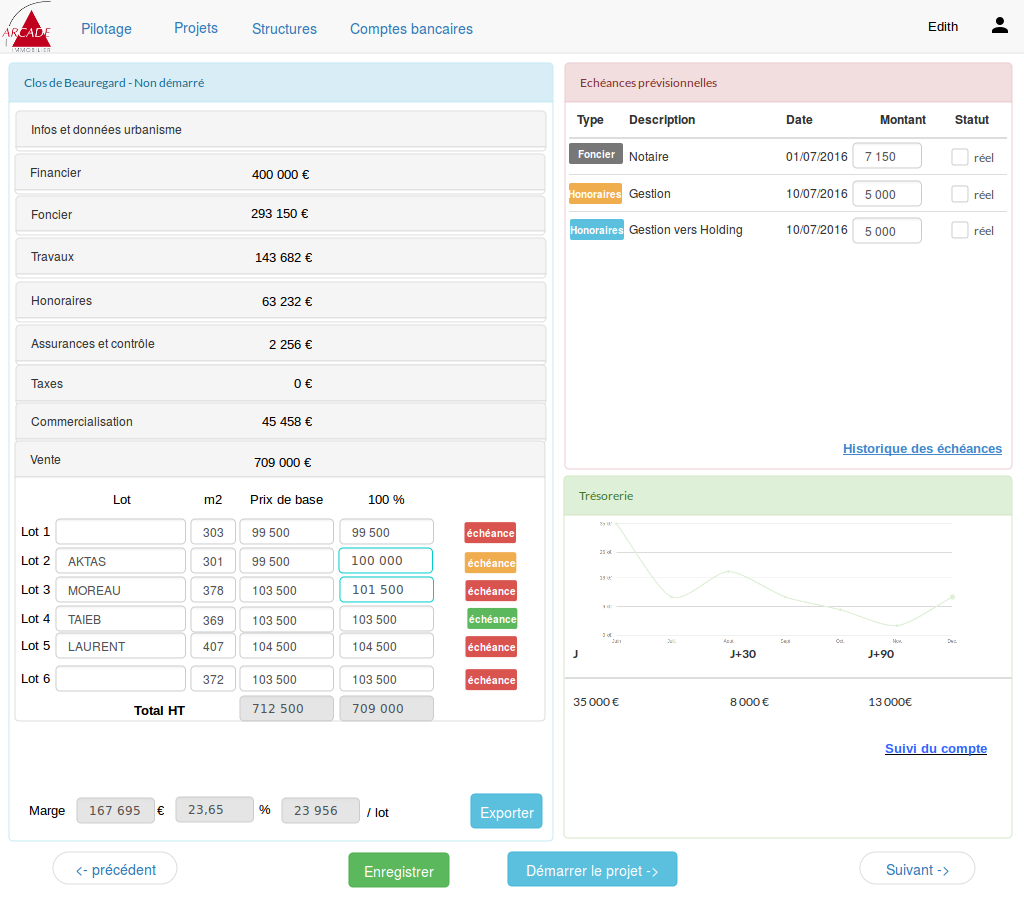 ARCADE
IMMOBILIER
Pilotage Projets Structures Comptes bancaires Edith
Clos de Beauregard - Non démarré
Infos et données urbanisme
Financier 400 000 €
Foncier 293 150 €
Travaux 143 682 €
Honoraires 63 232 €
Assurances et contrôle 2 256 €
Taxes 0 €
Commercialisation 45 458 €
Vente 709 000 €
Lot m2 Prix de base 100 %
Lot 1 303 99 500 99 500 échéance
Lot 2 AKTAS 301 99 500 100 000 échéance
Lot 3 MOREAU 378 103 500 101 500 échéance
Lot 4 TAIEB 369 103 500 103 500 échéance
Lot 5 LAURENT 407 104 500 104 500 échéance
Lot 6 372 103 500 103 500 échéance
Total HT 712 500 709 000
Marge 167 695 € 23,65 % 23 956 / lot Exporter
Echéances prévisionnelles
Type Description Date Montant Statut
Foncier Notaire 01/07/2016 7 150 réel
Honoraires Gestion 10/07/2016 5 000 réel
Honoraires Gestion vers Holding 10/07/2016 5 000 réel
Historique des échéances
Trésorerie
Juin Juil. Aout Sept Oct. Nov. Dec.
J J+30 J+90
35 000 € 8 000 € 13 000€
Suivi du compte
<- précédent Enregistrer Démarrer le projet -> Suivant ->